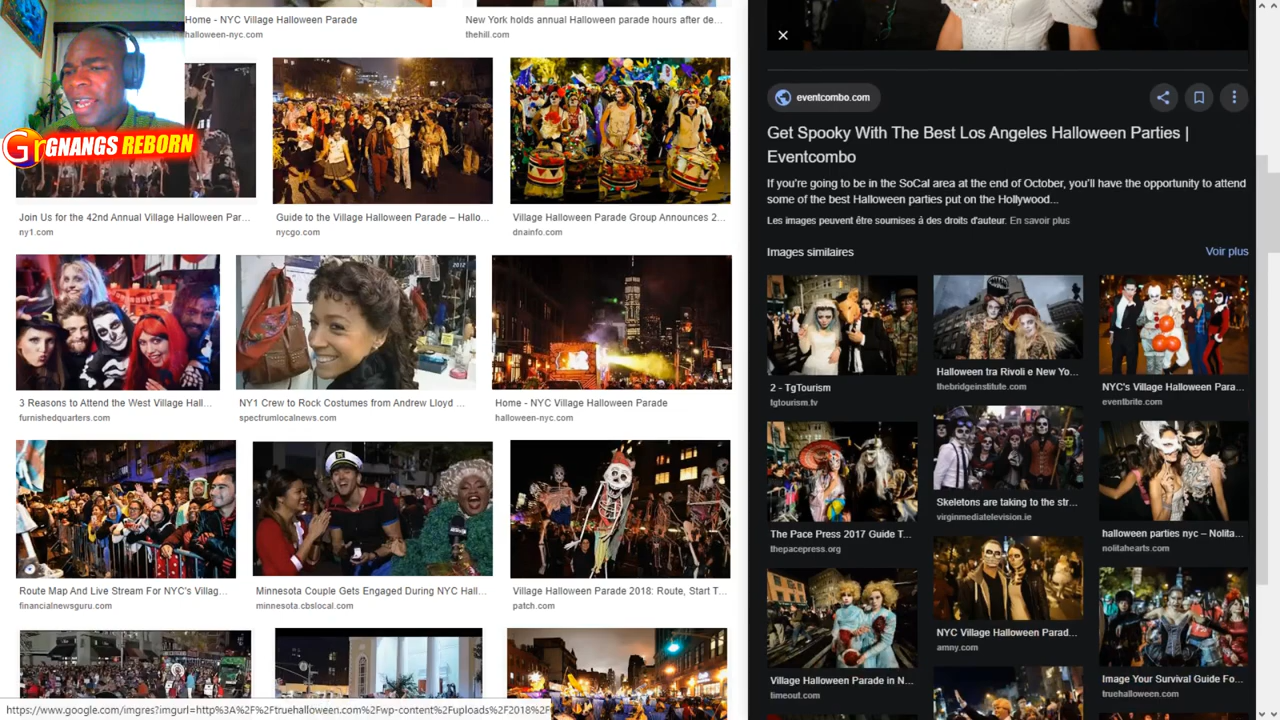 Home - NYC Village Halloween Parade
halloween-nyc.com
New York holds annual Halloween parade hours after de...
thehill.com
Gr GNANGS REBORN
Join Us for the 42nd Annual Village Halloween Par...
ny1.com
Guide to the Village Halloween Parade – Hallo...
nycgo.com
Village Halloween Parade Group Announces 2...
dnainfo.com
2012
3 Reasons to Attend the West Village Hall...
furnishedquarters.com
NY1 Crew to Rock Costumes from Andrew Lloyd ...
spectrumlocalnews.com
Home - NYC Village Halloween Parade
halloween-nyc.com
Route Map And Live Stream For NYC's Villag...
financialnewsguru.com
Minnesota Couple Gets Engaged During NYC Hall...
minnesota.cbslocal.com
Village Halloween Parade 2018: Route, Start T...
patch.com
https://www.google.com/imgres?imgurl=http%3A%2F%2Ftruehalloween.com%2Fwp-content%2Fuploads%2F2018%2F
eventcombo.com
Get Spooky With The Best Los Angeles Halloween Parties |
Eventcombo
If you're going to be in the SoCal area at the end of October, you'll have the opportunity to attend
some of the best Halloween parties put on the Hollywood...
Les images peuvent être soumises à des droits d'auteur. En savoir plus
Images similaires
Voir plus
2 - TgTourism
tgtourism.tv
Halloween tra Rivoli e New Yo...
thebridgeinstitute.com
NYC's Village Halloween Para...
eventbrite.com
The Pace Press 2017 Guide T...
thepacepress.org
Skeletons are taking to the str...
virginmediatelevision.ie
halloween parties nyc – Nolita...
nolitahearts.com
Village Halloween Parade in N...
timeout.com
NYC Village Halloween Parad...
amny.com
Image Your Survival Guide Fo...
truehalloween.com